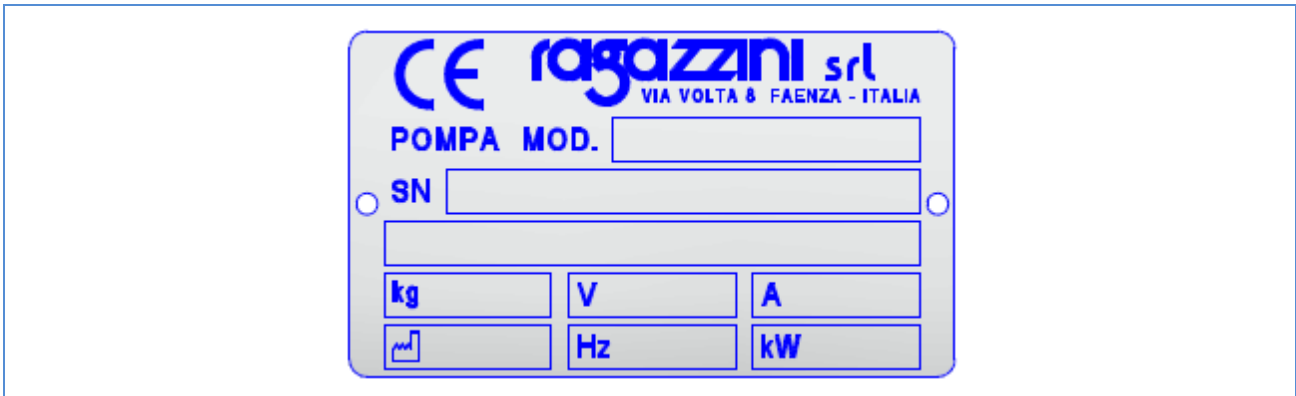 CE ragazzini srl
VIA VOLTA 8 FAENZA - ITALIA
POMPA MOD.
SN
kg V A
Hz kW